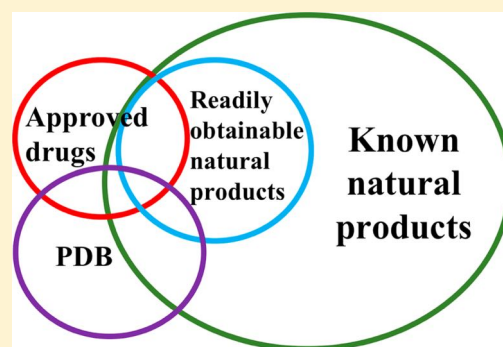 Approved
drugs
Readily
obtainable
natural
products
Known
natural
products
PDB